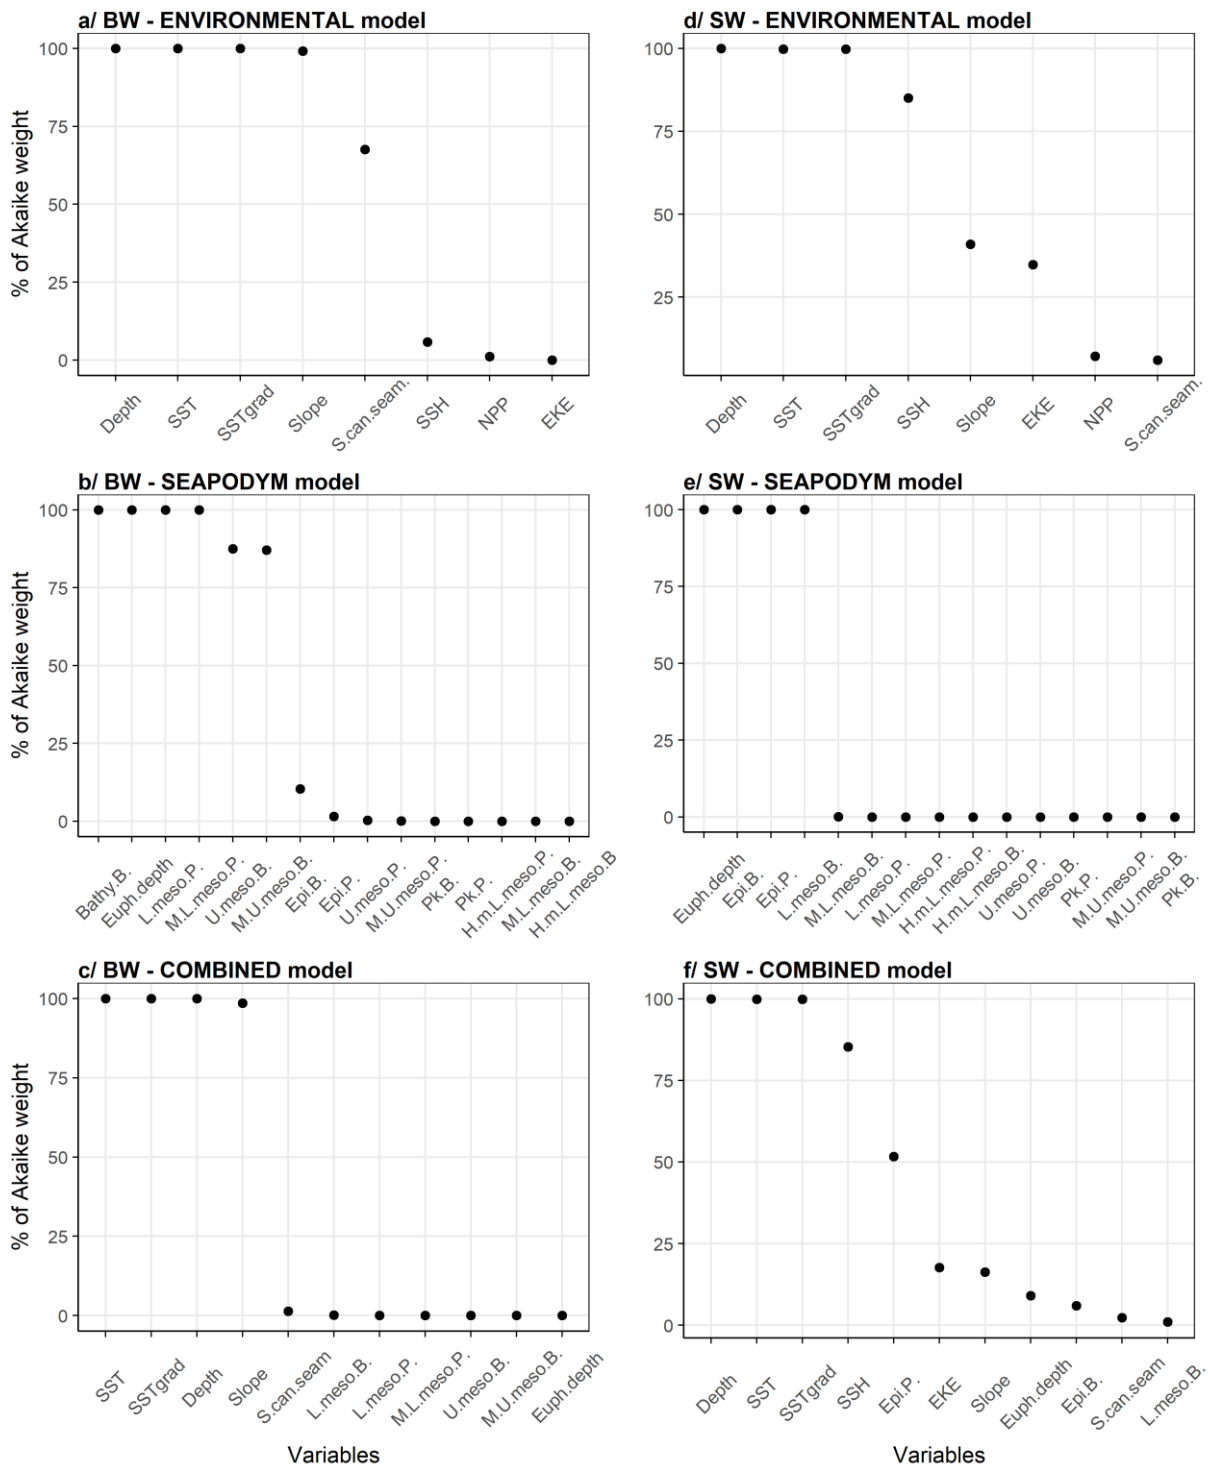 a/ BW - ENVIRONMENTAL model
% of Akaike weight
100
75
50
25
0
Depth
SST
SSTgrad
Slope
S.can.seam.
SSH
NPP
EKE
d/ SW - ENVIRONMENTAL model
100
75
50
25
Depth
SST
SSTgrad
SSH
Slope
EKE
NPP
S.can.seam.
b/ BW - SEAPODYM model
% of Akaike weight
100
75
50
25
0
Bathy.B.
Euph.depth
L.meso.P.
M.L.meso.P.
U.meso.B.
M.U.meso.B.
Epi.B.
Epi.P.
U.meso.P.
M.U.meso.P.
Pk.B.
Pk.P.
H.m.L.meso.P.
M.L.meso.B.
H.m.L.meso.B
e/ SW - SEAPODYM model
100
75
50
25
0
Euph.depth
Epi.B.
Epi.P.
L.meso.B.
M.L.meso.B.
L.meso.P.
M.L.meso.P.
H.m.L.meso.P.
H.m.L.meso.B.
U.meso.P.
U.meso.B.
Pk.P.
M.U.meso.P.
M.U.meso.B.
Pk.B.
c/ BW - COMBINED model
% of Akaike weight
100
75
50
25
0
SST
SSTgrad
Depth
Slope
S.can.seam
L.meso.B.
L.meso.P.
M.L.meso.P.
U.meso.B.
M.U.meso.B.
Euph.depth
Variables
f/ SW - COMBINED model
100
75
50
25
0
Depth
SST
SSTgrad
SSH
Epi.P.
EKE
Slope
Euph.depth
Epi.B.
S.can.seam
L.meso.B.
Variables